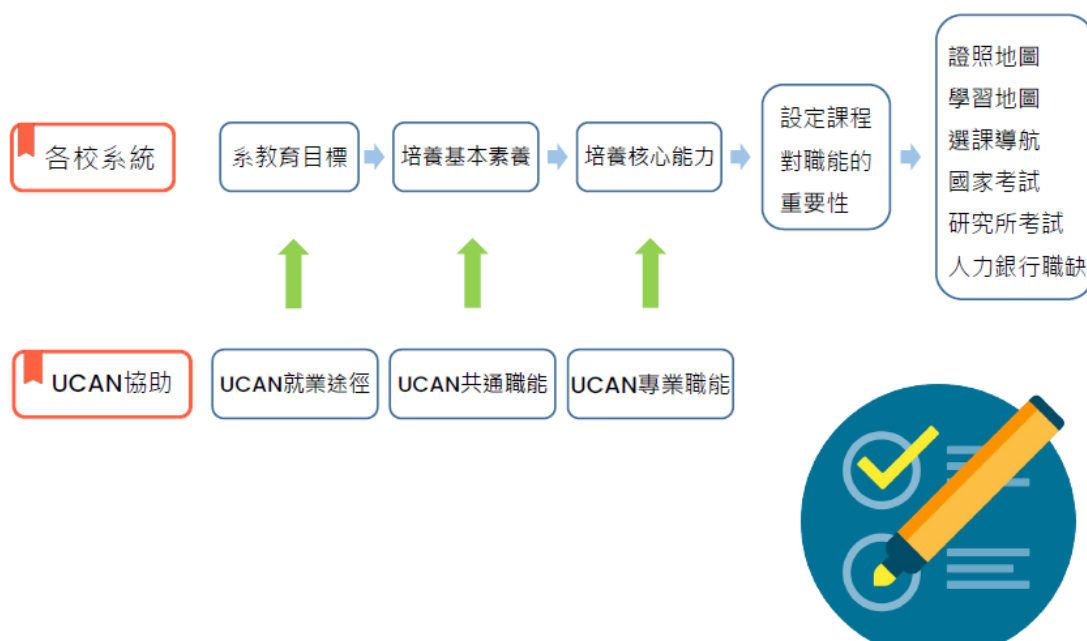 各校系統
系教育目標
培養基本素養
培養核心能力
設定課程
對職能的
重要性
證照地圖
學習地圖
選課導航
國家考試
研究所考試
人力銀行職缺
UCAN協助
UCAN就業途徑
UCAN共通職能
UCAN專業職能